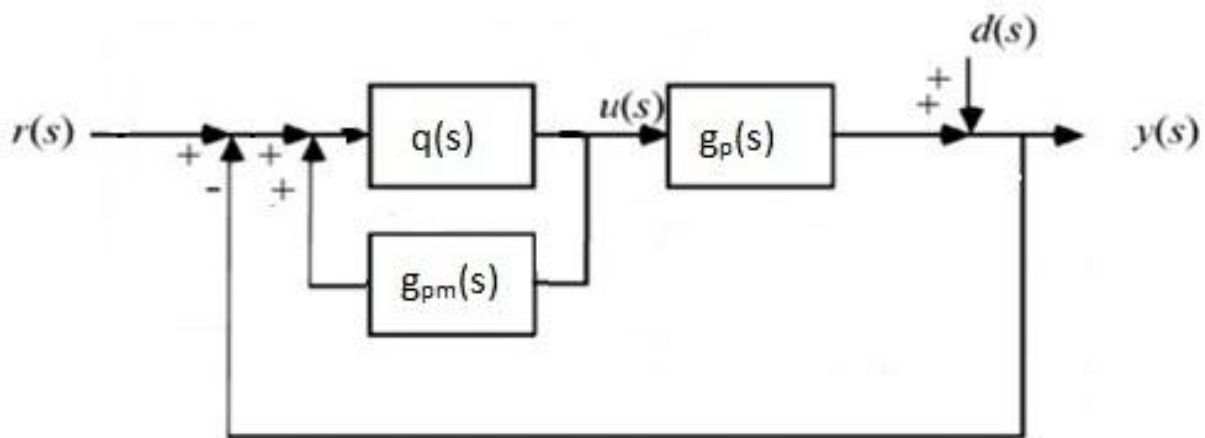 d(s)
+
+
r(s)
+
-
+
+
q(s)
u(s)
gₚ(s)
y(s)
gₚₘ(s)